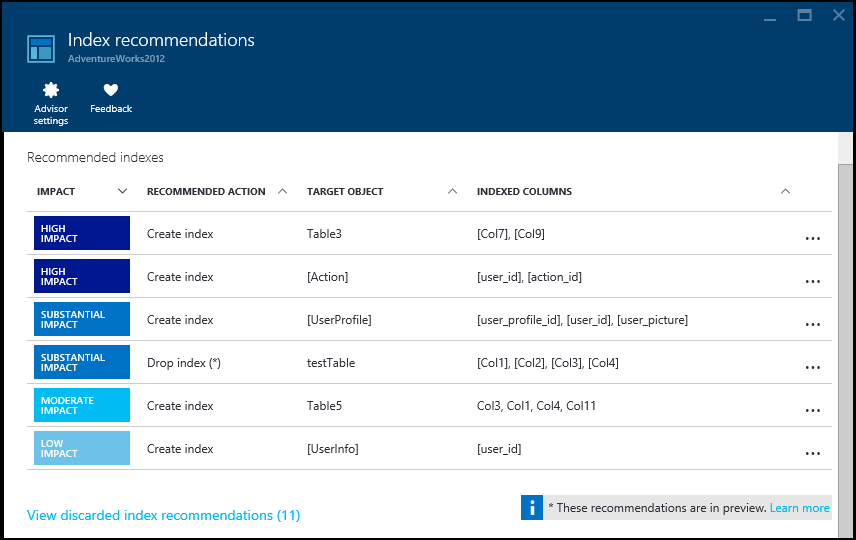 Index recommendations
AdventureWorks2012
Advisor settings
Feedback
Recommended indexes
IMPACT RECOMMENDED ACTION TARGET OBJECT INDEXED COLUMNS
HIGH IMPACT Create index Table3 [Col7], [Col9] ...
HIGH IMPACT Create index [Action] [user_id], [action_id] ...
SUBSTANTIAL IMPACT Create index [UserProfile] [user_profile_id], [user_id], [user_picture] ...
SUBSTANTIAL IMPACT Drop index (*) testTable [Col1], [Col2], [Col3], [Col4] ...
MODERATE IMPACT Create index Table5 Col3, Col1, Col4, Col11 ...
LOW IMPACT Create index [UserInfo] [user_id] ...
View discarded index recommendations (11)
i * These recommendations are in preview. Learn more